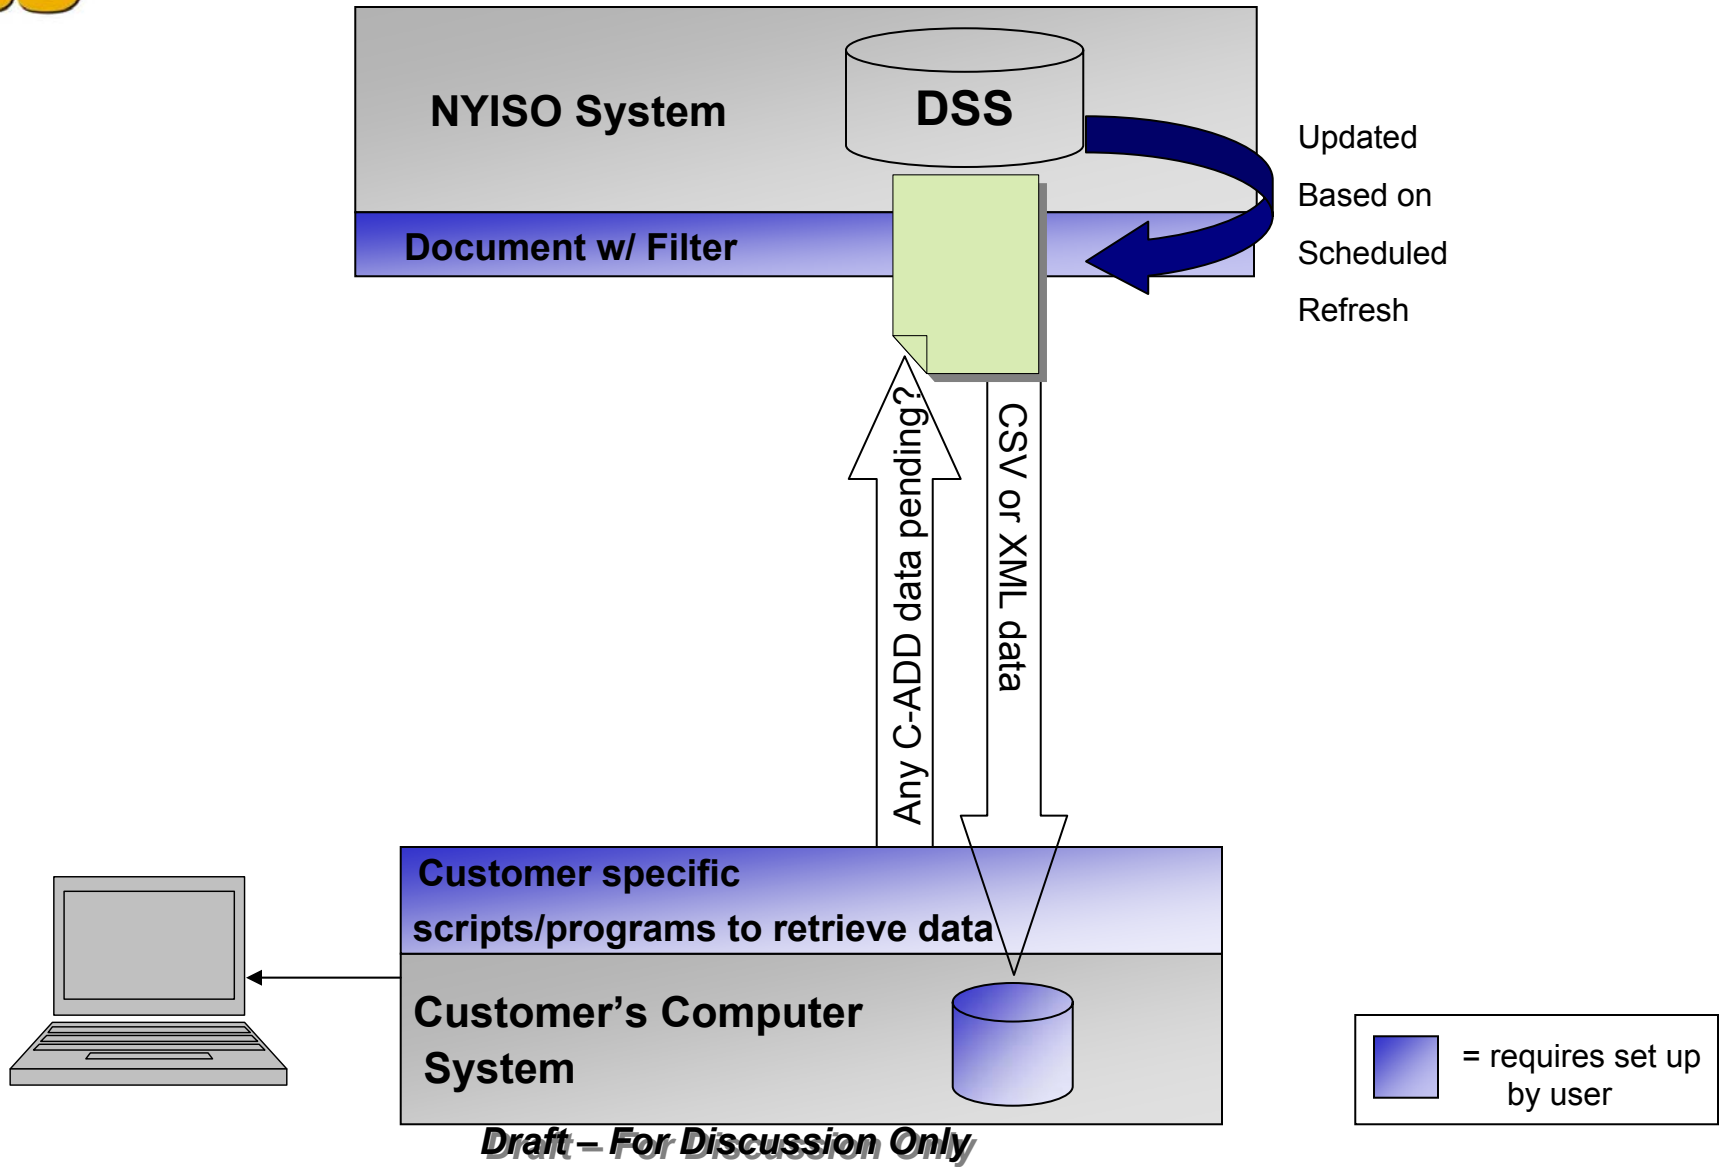 NYISO System
DSS
Updated
Based on
Scheduled
Refresh
Document w/ Filter
Any C-ADD data pending?
CSV or XML data
Customer specific
scripts/programs to retrieve data
Customer’s Computer
System
= requires set up
by user
Draft – For Discussion Only